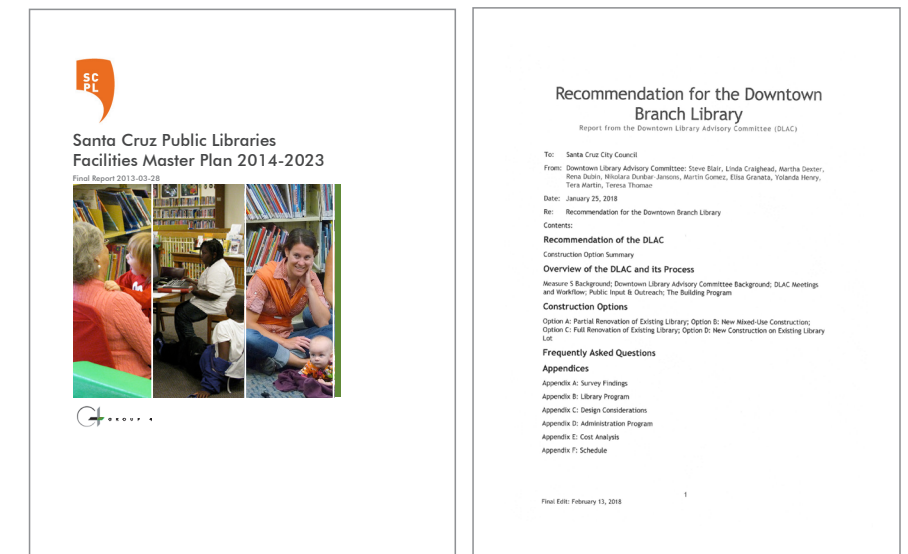 SC
PL
Santa Cruz Public Libraries
Facilities Master Plan 2014-2023
Final Report 2013-03-28
GROUP 4
Recommendation for the Downtown
Branch Library
Report from the Downtown Library Advisory Committee (DLAC)
To: Santa Cruz City Council
From: Downtown Library Advisory Committee: Steve Blair, Linda Craighead, Martha Dexter,
Rena Dubin, Nikolara Dunbar-Jansons, Martin Gomez, Elisa Granata, Yolanda Henry,
Tera Martin, Teresa Thomae
Date: January 25, 2018
Re: Recommendation for the Downtown Branch Library
Contents:
Recommendation of the DLAC
Construction Option Summary
Overview of the DLAC and its Process
Measure S Background; Downtown Library Advisory Committee Background; DLAC Meetings
and Workflow; Public Input & Outreach; The Building Program
Construction Options
Option A: Partial Renovation of Existing Library; Option B: New Mixed-Use Construction;
Option C: Full Renovation of Existing Library; Option D: New Construction on Existing Library
Lot
Frequently Asked Questions
Appendices
Appendix A: Survey Findings
Appendix B: Library Program
Appendix C: Design Considerations
Appendix D: Administration Program
Appendix E: Cost Analysis
Appendix F: Schedule
1
Final Edit: February 13, 2018